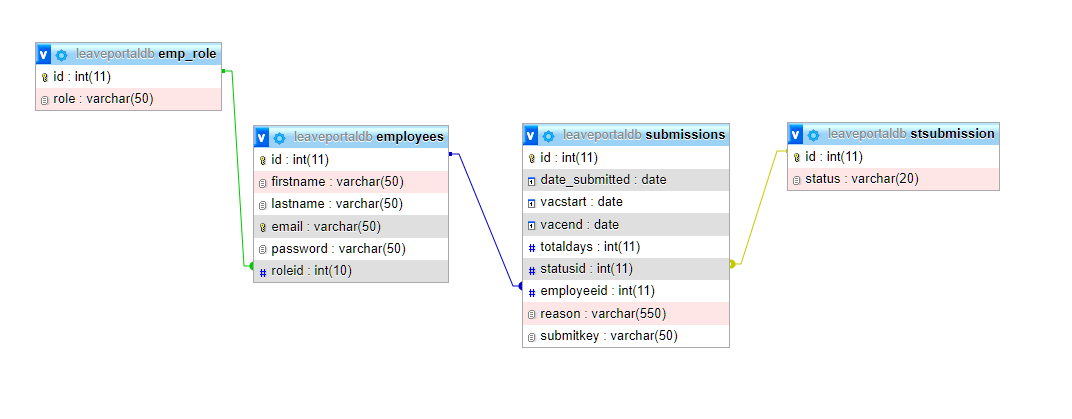 v leaveportaldb emp_role
id : int(11)
role : varchar(50)
v leaveportaldb employees
id : int(11)
firstname : varchar(50)
lastname : varchar(50)
email : varchar(50)
password : varchar(50)
# roleid : int(10)
v leaveportaldb submissions
id : int(11)
date_submitted : date
vacstart : date
vacend : date
# totaldays : int(11)
# statusid : int(11)
# employeeid : int(11)
reason : varchar(550)
submitkey : varchar(50)
v leaveportaldb stsubmission
id : int(11)
status : varchar(20)